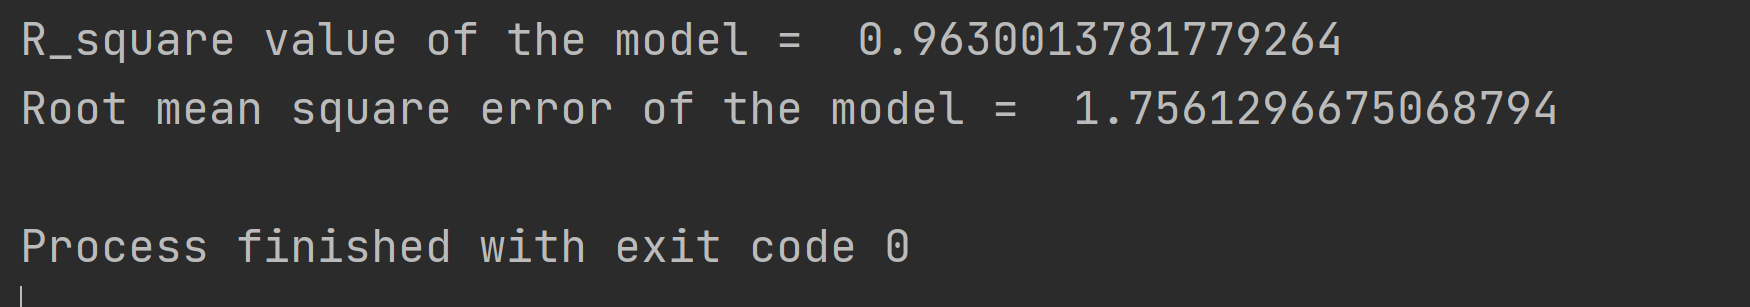 R_square value of the model =  0.9630013781779264
Root mean square error of the model =  1.7561296675068794
Process finished with exit code 0